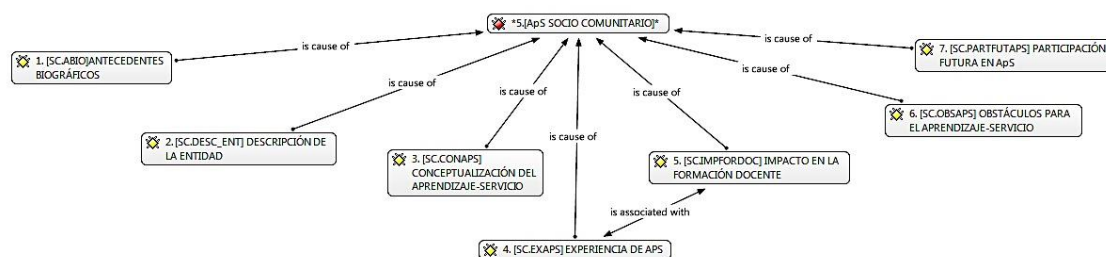 *5.[ApS SOCIO COMUNITARIO]*
is cause of
is cause of
1. [SC.ABIO]ANTECEDENTES
BIOGRÁFICOS
7. [SC.PARTFUTAPS] PARTICIPACIÓN
FUTURA EN ApS
is cause of
is cause of
is cause of
is cause of
is cause of
6. [SC.OBSAPS] OBSTÁCULOS PARA
EL APRENDIZAJE-SERVICIO
2. [SC.DESC_ENT] DESCRIPCIÓN DE
LA ENTIDAD
3. [SC.CONAPS]
CONCEPTUALIZACIÓN DEL
APRENDIZAJE-SERVICIO
5. [SC.IMPFORDOC] IMPACTO EN LA
FORMACIÓN DOCENTE
is associated with
4. [SC.EXAPS] EXPERIENCIA DE APS